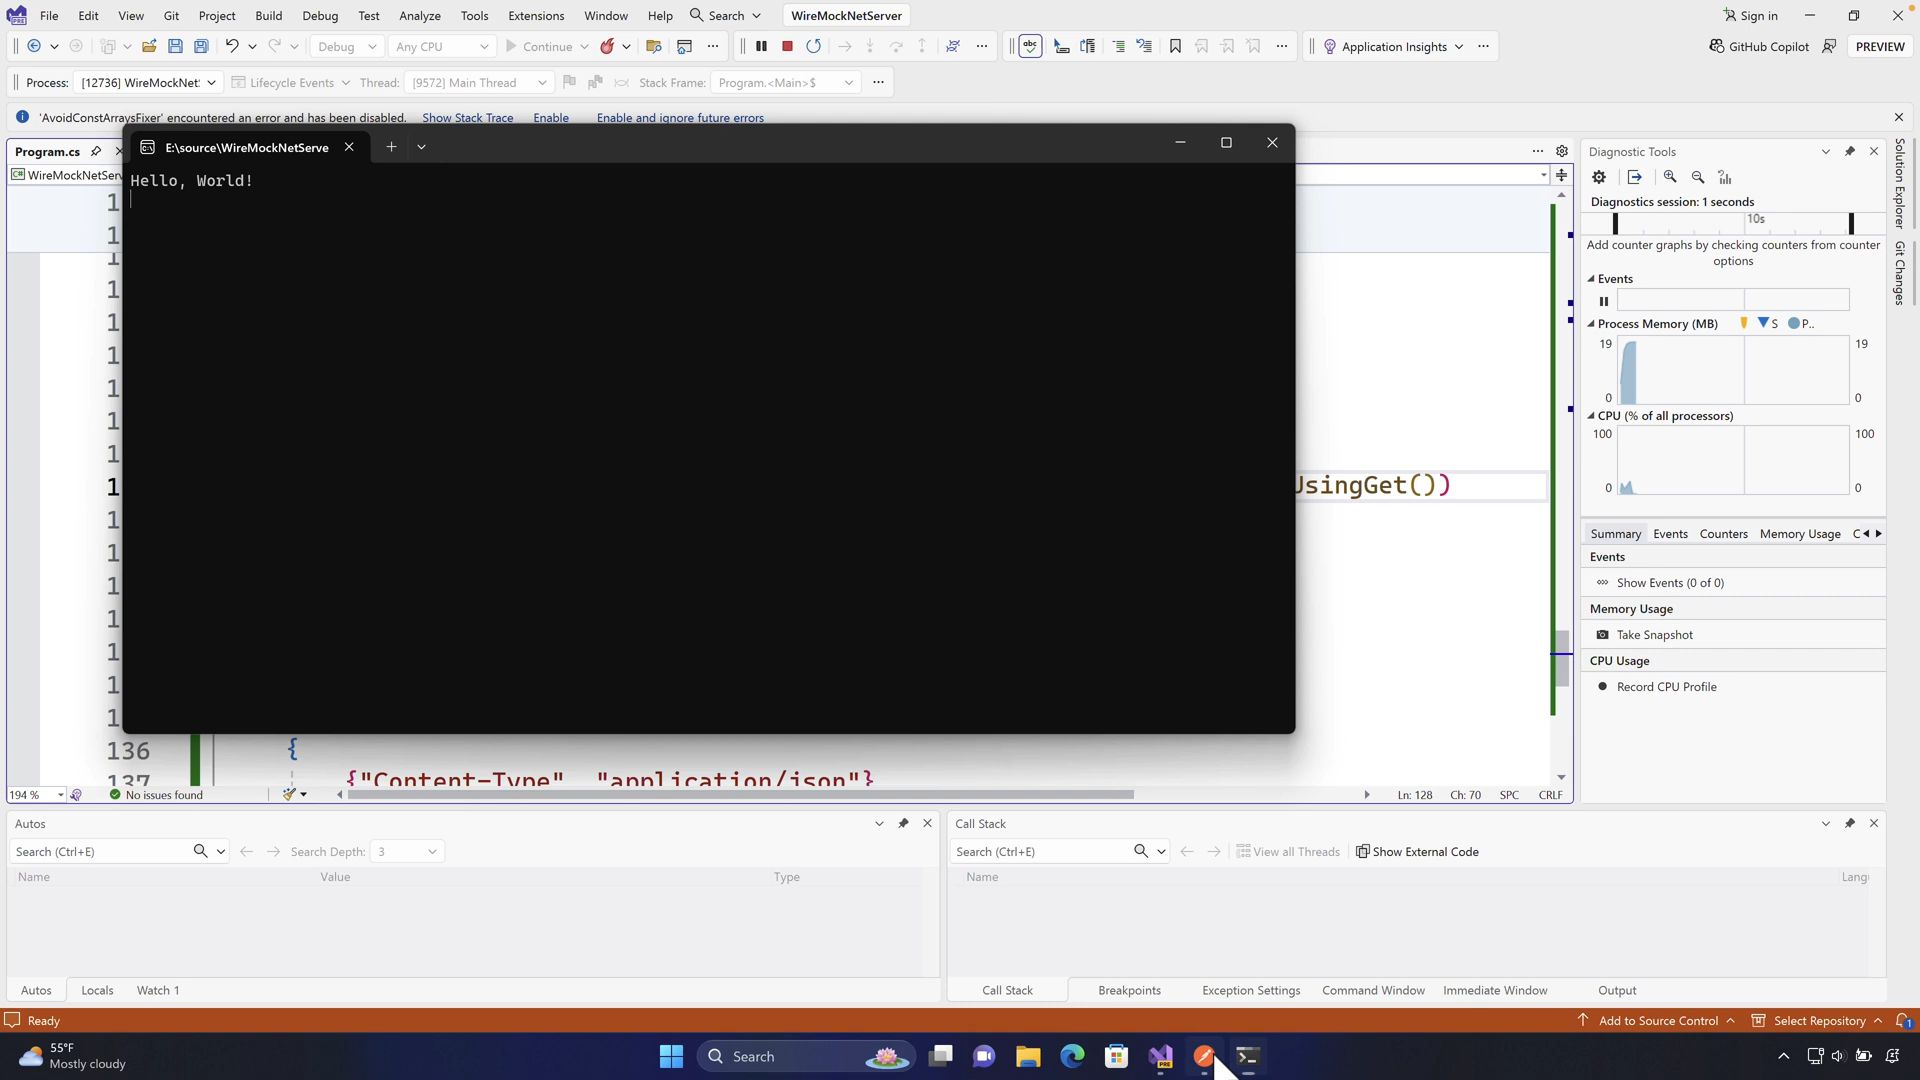 File Edit View Git Project Build Debug Test Analyze Tools Extensions Window Help Search WireMockNetServer Sign in
Debug Any CPU Continue abc Application Insights GitHub Copilot PREVIEW
Process: [12736] WireMockNet: Lifecycle Events Thread: [9572] Main Thread Stack Frame: Program.<Main>$
'AvoidConstArraysFixer' encountered an error and has been disabled. Show Stack Trace Enable Enable and ignore future errors
Program.cs
E:\source\WireMockNetServe
WireMockNetServ
Hello, World!
Diagnostic Tools
Diagnostics session: 1 seconds
10s
Add counter graphs by checking counters from counter
options
Events
Process Memory (MB) S P..
19 19
0 0
CPU (% of all processors)
100 100
0 0
UsingGet())
Summary Events Counters Memory Usage C
Events
Show Events (0 of 0)
Memory Usage
Take Snapshot
CPU Usage
Record CPU Profile
136 {
137 {"Content-Type" "application/json"}
194 % No issues found Ln: 128 Ch: 70 SPC CRLF
Solution Explorer
Git Changes
Autos
Search (Ctrl+E) Search Depth: 3
Name Value Type
Autos Locals Watch 1
Call Stack
Search (Ctrl+E) View all Threads Show External Code
Name Langu
Call Stack Breakpoints Exception Settings Command Window Immediate Window Output
Ready Add to Source Control Select Repository 1
55°F
Mostly cloudy
Search
PRE